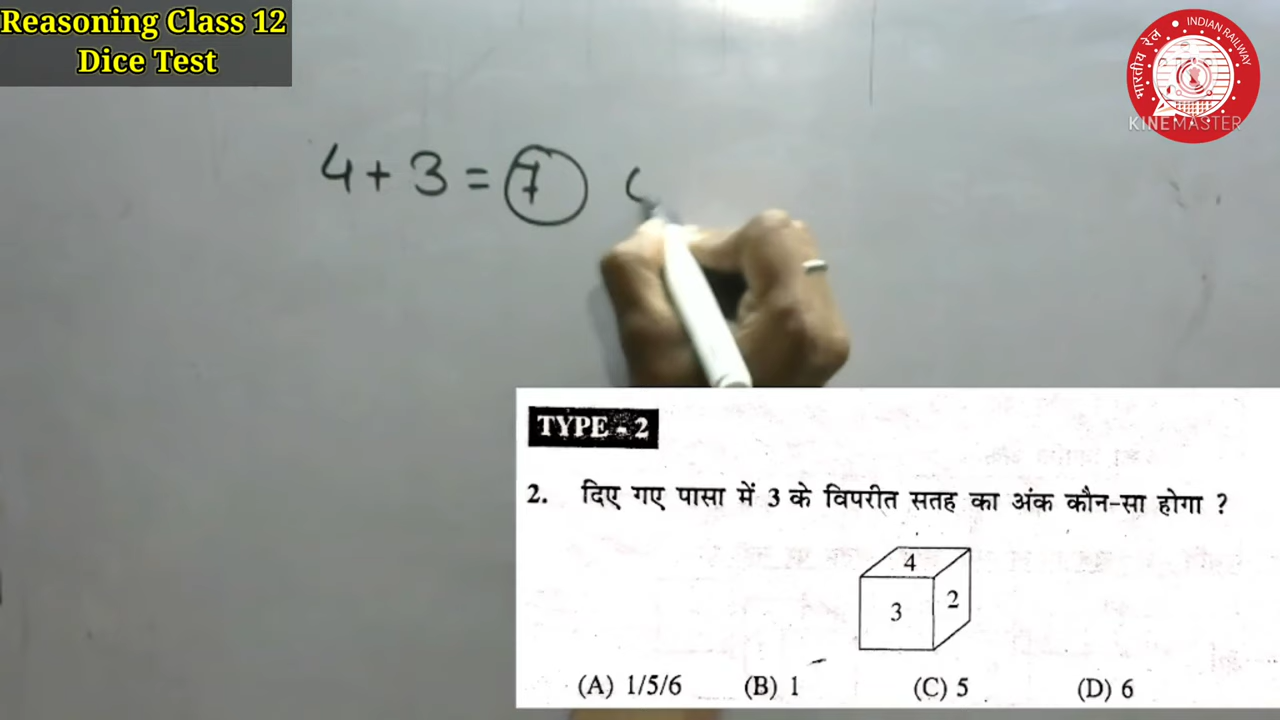 Reasoning Class 12
Dice Test
भारतीय रेल
INDIAN RAILWAY
KINEMASTER
4 + 3 = 7 (
TYPE - 2
2. दिए गए पासा में 3 के विपरीत सतह का अंक कौन-सा होगा ?
4
3
2
(A) 1/5/6 (B) 1 (C) 5 (D) 6